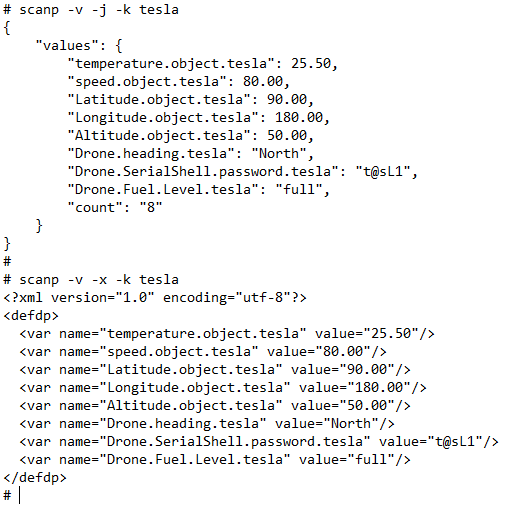 # scanp -v -j -k tesla
{
    "values": {
        "temperature.object.tesla": 25.50,
        "speed.object.tesla": 80.00,
        "Latitude.object.tesla": 90.00,
        "Longitude.object.tesla": 180.00,
        "Altitude.object.tesla": 50.00,
        "Drone.heading.tesla": "North",
        "Drone.SerialShell.password.tesla": "t@sL1",
        "Drone.Fuel.Level.tesla": "full",
        "count": "8"
    }
}
#
# scanp -v -x -k tesla
<?xml version="1.0" encoding="utf-8"?>
<defdp>
  <var name="temperature.object.tesla" value="25.50"/>
  <var name="speed.object.tesla" value="80.00"/>
  <var name="Latitude.object.tesla" value="90.00"/>
  <var name="Longitude.object.tesla" value="180.00"/>
  <var name="Altitude.object.tesla" value="50.00"/>
  <var name="Drone.heading.tesla" value="North"/>
  <var name="Drone.SerialShell.password.tesla" value="t@sL1"/>
  <var name="Drone.Fuel.Level.tesla" value="full"/>
</defdp>
#